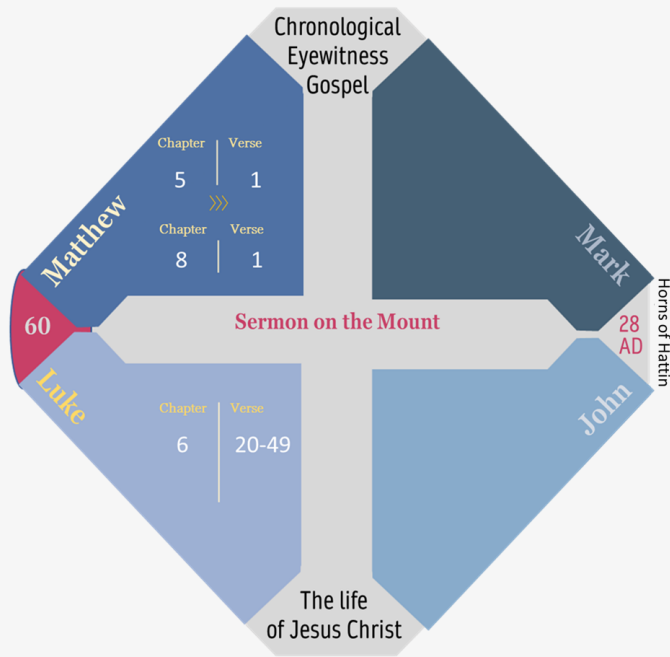 Chronological
Eyewitness
Gospel
Matthew
Chapter Verse
5 1
Chapter Verse
8 1
Mark
60
Sermon on the Mount
28
AD
Horns of Hattin
Luke
Chapter Verse
6 20-49
John
The life
of Jesus Christ